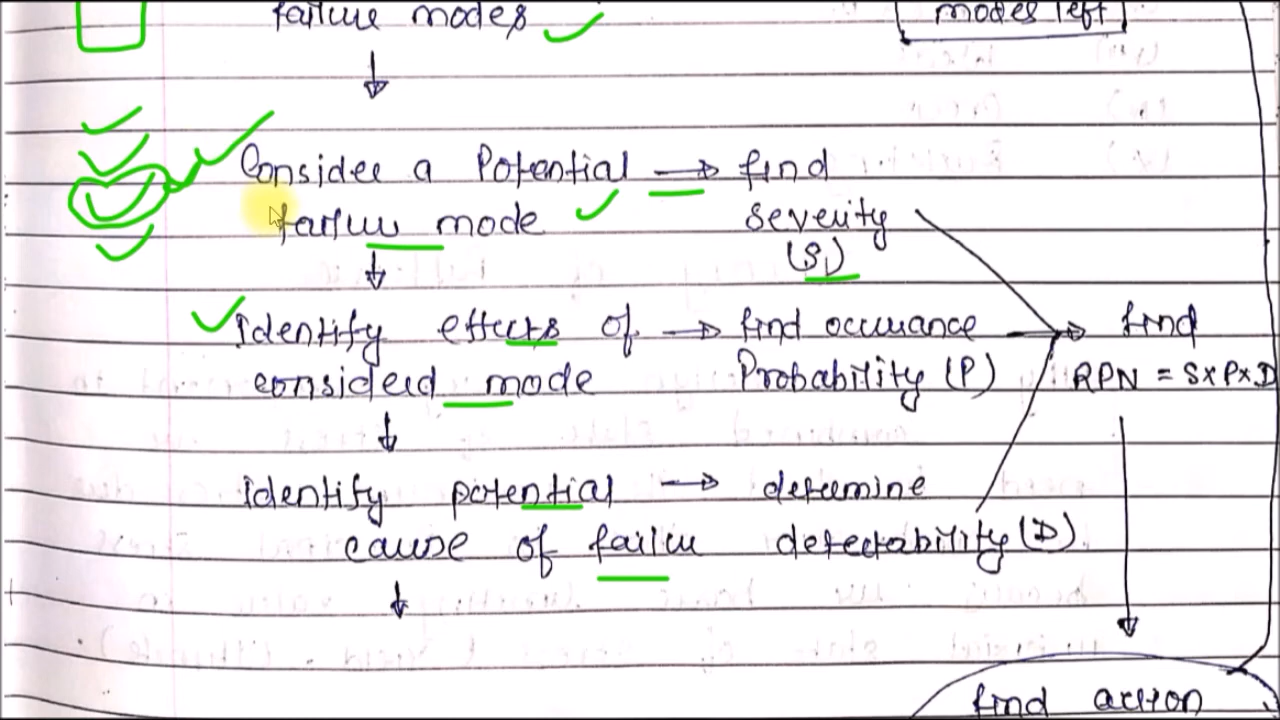 failure modes
modes left
Consider a Potential → find
failure mode
severity
(S)
Identify effects of → find occurance
considerd mode
Probability (P)
find
RPN = S×P×D
identify potential → determine
cause of failure
detectability (D)
find action